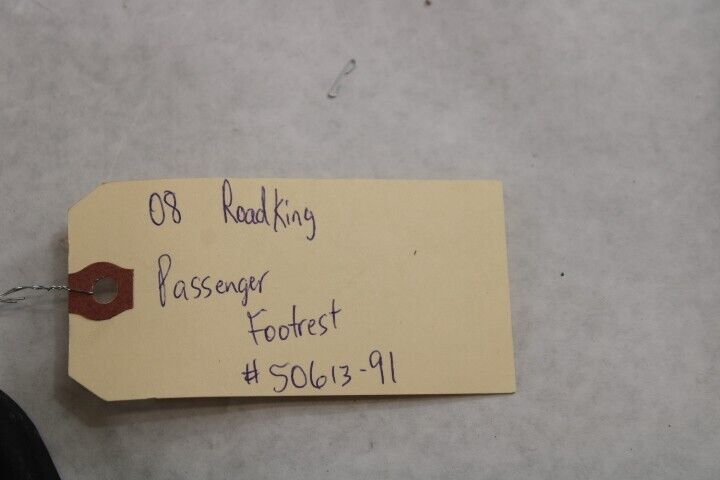 08 RoadKing
Passenger
Footrest
#50613-91